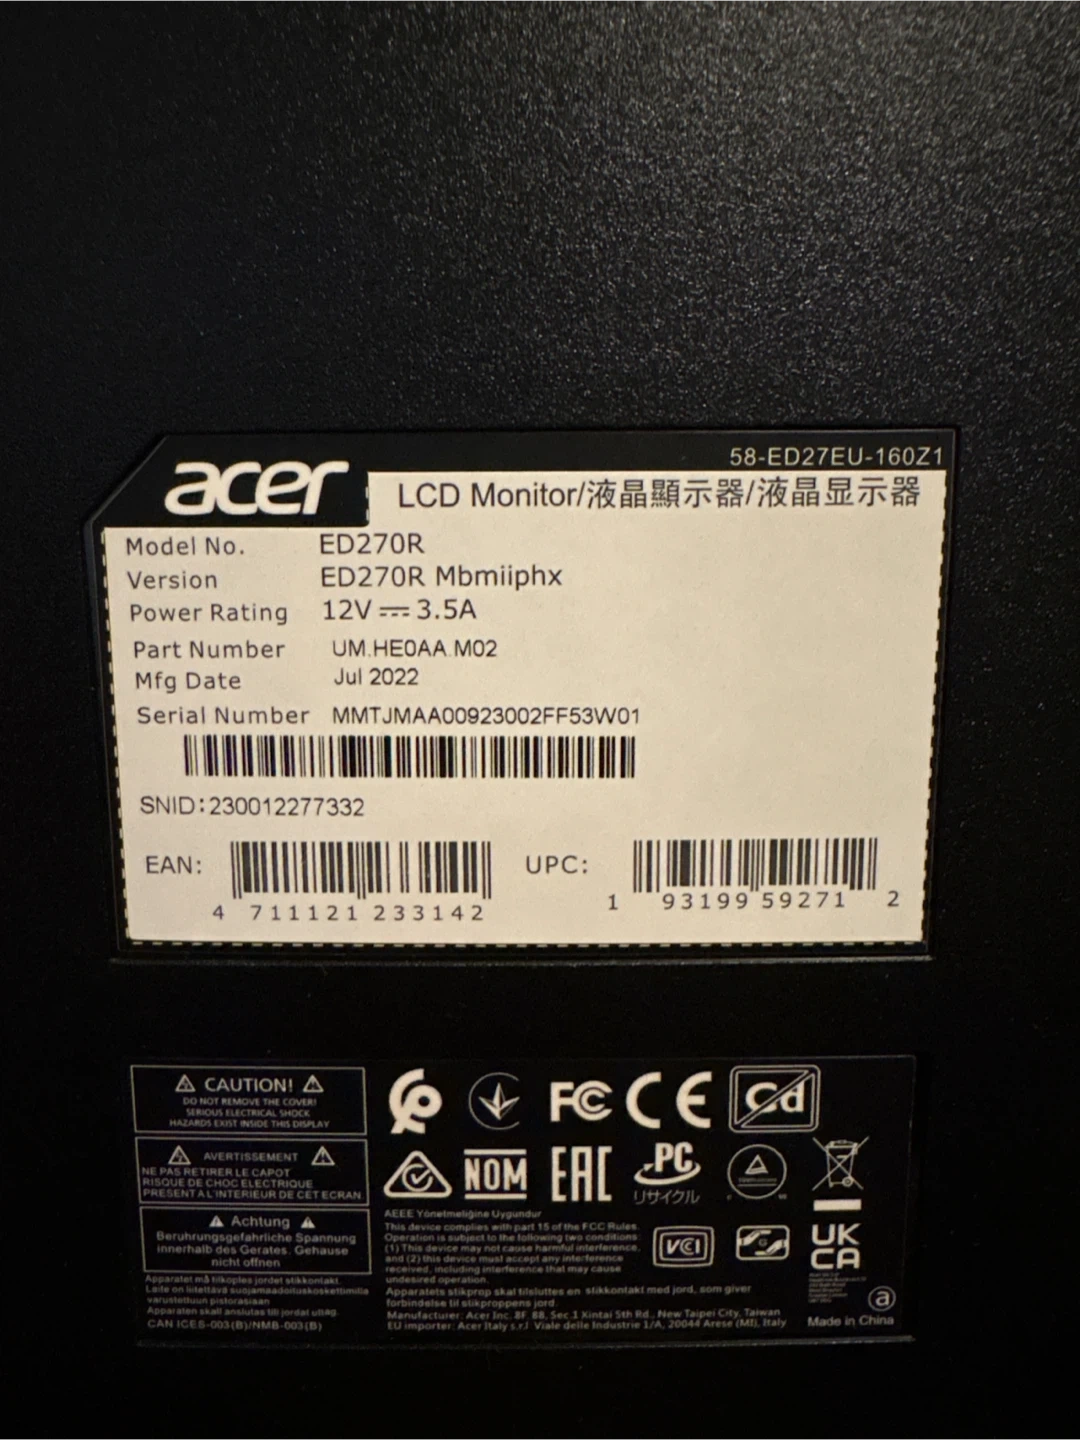 acer
58-ED27EU-160Z1
LCD Monitor/液晶顯示器/液晶显示器
Model No. ED270R
Version ED270R Mbmiiphx
Power Rating 12V ⎓ 3.5A
Part Number UM.HE0AA.M02
Mfg Date Jul 2022
Serial Number MMTJMAA00923002FF53W01
SNID:230012277332
EAN: 4 711121 233142
UPC: 1 93199 59271 2
CAUTION!
DO NOT REMOVE THE COVER!
SERIOUS ELECTRICAL SHOCK
HAZARDS EXIST INSIDE THIS DISPLAY
AVERTISSEMENT
NE PAS RETIRER LE CAPOT
RISQUE DE CHOC ELECTRIQUE
PRESENT A L'INTERIEUR DE CET ECRAN
Achtung
Beruhrungsgefahrliche Spannung
innerhalb des Gerates. Gehause
nicht offnen
Apparatet må tilkoples jordet stikkontakt.
Laite on liitettävä suojamaadoituskoskettimilla
varustettuun pistorasiaan
Apparaten skall anslutas till jordat uttag.
CAN ICES-003(B)/NMB-003(B)
FC CE Cd
NOM EAC PC
リサイクル
AEEE Yönetmeliğine Uygundur
This device complies with part 15 of the FCC Rules.
Operation is subject to the following two conditions:
(1) This device may not cause harmful interference,
and (2) this device must accept any interference
received, including interference that may cause
undesired operation.
VCI
UK
CA
Apparatets stikprop skal tilsluttes en stikkontakt med jord, som giver
forbindelse til stikproppens jord.
Manufacturer: Acer Inc. 8F, 88, Sec.1 Xintai 5th Rd., New Taipei City, Taiwan
EU importer: Acer Italy s.r.l Viale delle Industrie 1/A, 20044 Arese (MI), Italy
a
Made in China